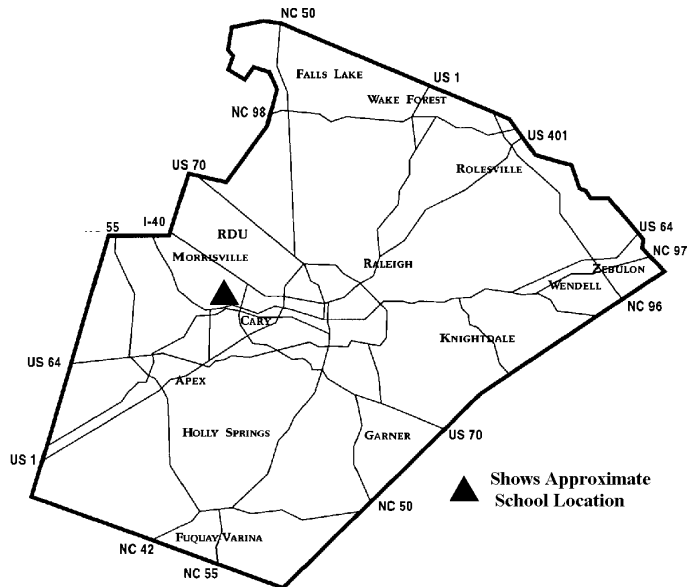 NC 50
FALLS LAKE
US 1
WAKE FOREST
NC 98
US 401
US 70
ROLESVILLE
55
I-40
RDU
US 64
MORRISVILLE
NC 97
RALEIGH
ZEBULON
WENDELL
NC 96
CARY
KNIGHTDALE
US 64
APEX
HOLLY SPRINGS
GARNER
US 70
US 1
Shows Approximate
School Location
NC 50
FUQUAY VARINA
NC 42
NC 55